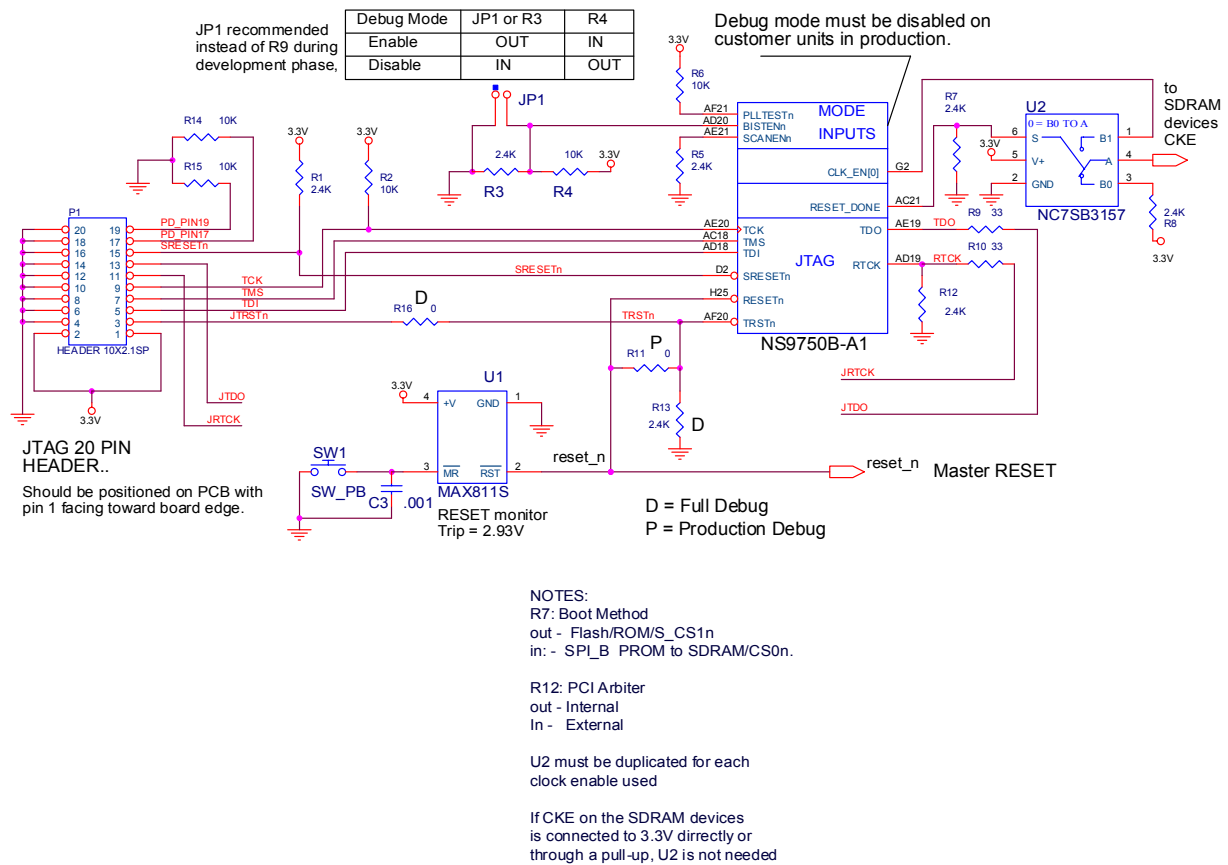 JP1 recommended
instead of R9 during
development phase,
Debug Mode JP1 or R3 R4
Enable OUT IN
Disable IN OUT
Debug mode must be disabled on
customer units in production.
JP1
3.3V
R6
10K
R14 10K
R15 10K
3.3V
R1
2.4K
3.3V
R2
10K
2.4K
R3
10K
R4
3.3V
R5
2.4K
AF21 PLLTESTn
AD20 BISTENn
AE21 SCANENn
MODE
INPUTS
CLK_EN[0] G2
RESET_DONE AC21
AE20 TCK
AC18 TMS
AD18 TDI
D2 SRESETn
H25 RESETn
AF20 TRSTn
JTAG
TDO AE19
RTCK AD19
NS9750B-A1
R7
2.4K
3.3V
U2
0 = B0 TO A
6 S B1 1
5 V+ A 4
2 GND B0 3
NC7SB3157
to
SDRAM
devices
CKE
2.4K
R8
3.3V
TDO
R9 33
RTCK
R10 33
R12
2.4K
JRTCK
JTDO
P1
20 19
18 17
16 15
14 13
12 11
10 9
8 7
6 5
4 3
2 1
HEADER 10X2.1SP
PD_PIN19
PD_PIN17
SRESETn
TCK
TMS
TDI
JTRSTn
SRESETn
R16 0
D
TRSTn
R11 0
P
R13
2.4K
D
JTDO
JRTCK
3.3V
JTAG 20 PIN
HEADER..
Should be positioned on PCB with
pin 1 facing toward board edge.
U1
3.3V
4 +V GND 1
3 MR RST 2
MAX811S
RESET monitor
Trip = 2.93V
SW1
SW_PB
C3 .001
reset_n
reset_n
Master RESET
D = Full Debug
P = Production Debug
NOTES:
R7: Boot Method
out - Flash/ROM/S_CS1n
in: - SPI_B PROM to SDRAM/CS0n.
R12: PCI Arbiter
out - Internal
In - External
U2 must be duplicated for each
clock enable used
If CKE on the SDRAM devices
is connected to 3.3V dirrectly or
through a pull-up, U2 is not needed